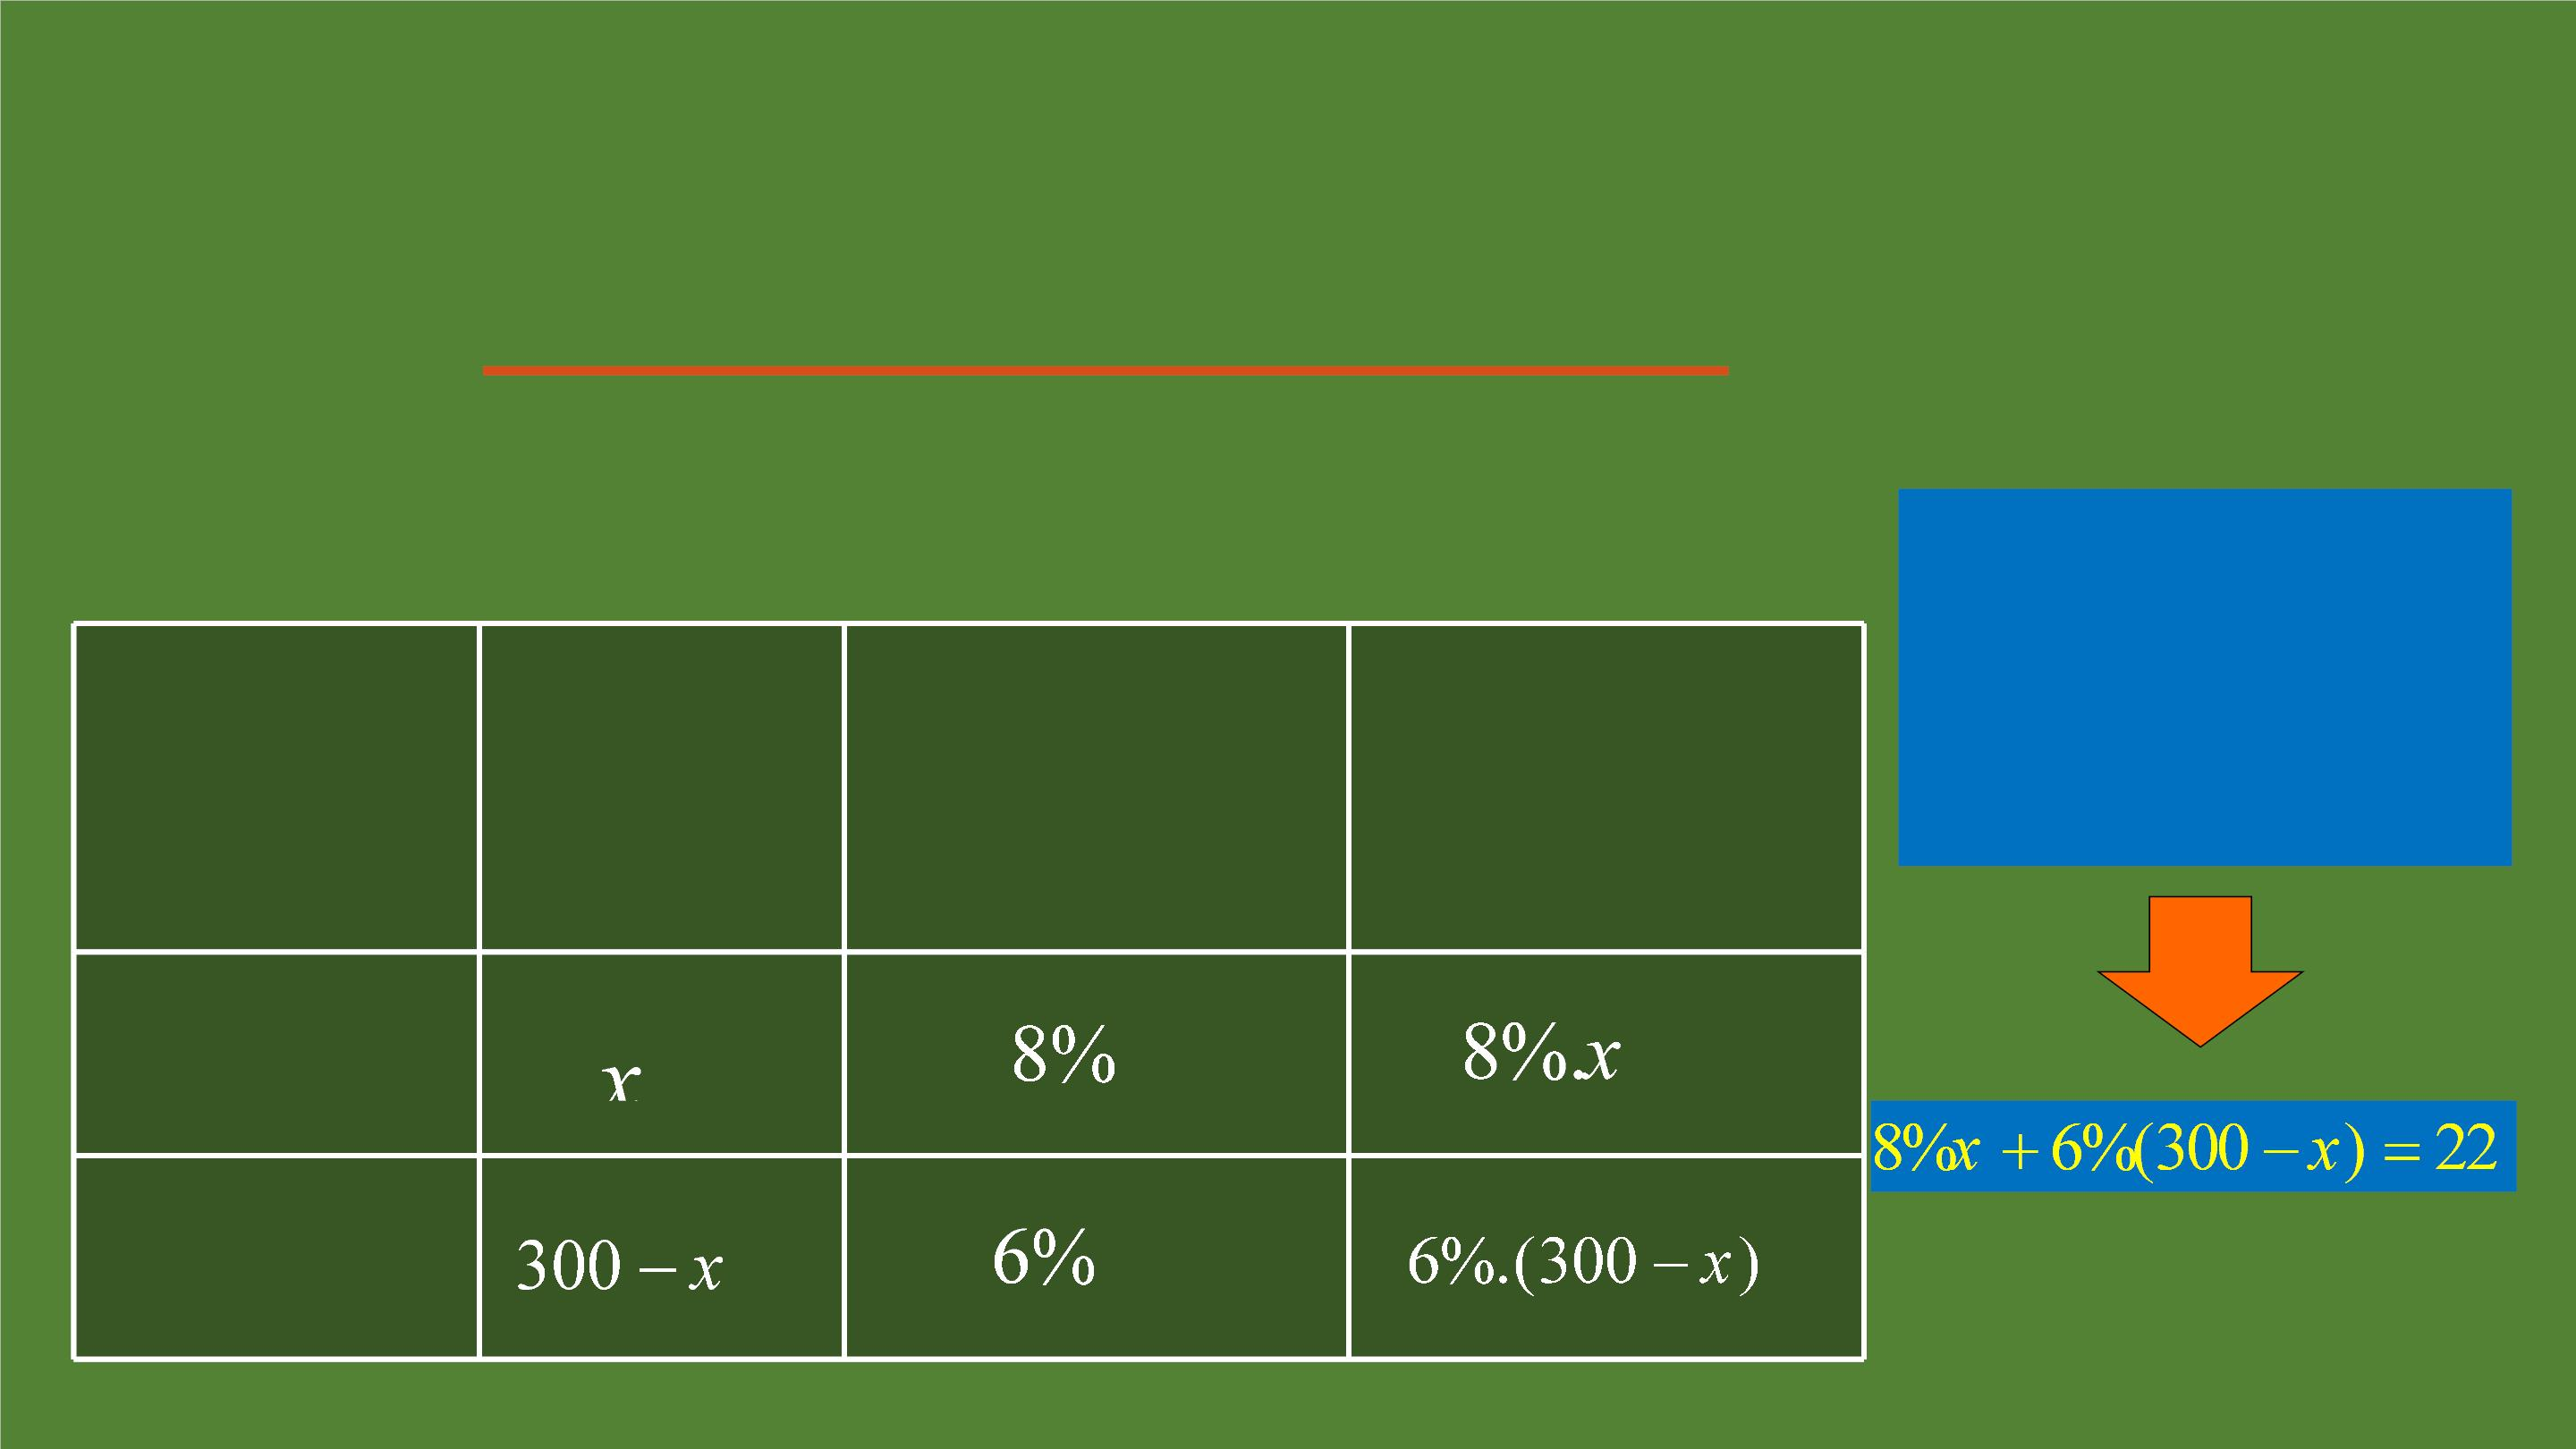 x 8% 8%.x
300 − x 6% 6%.(300 − x)
8%x + 6%(300 − x) = 22